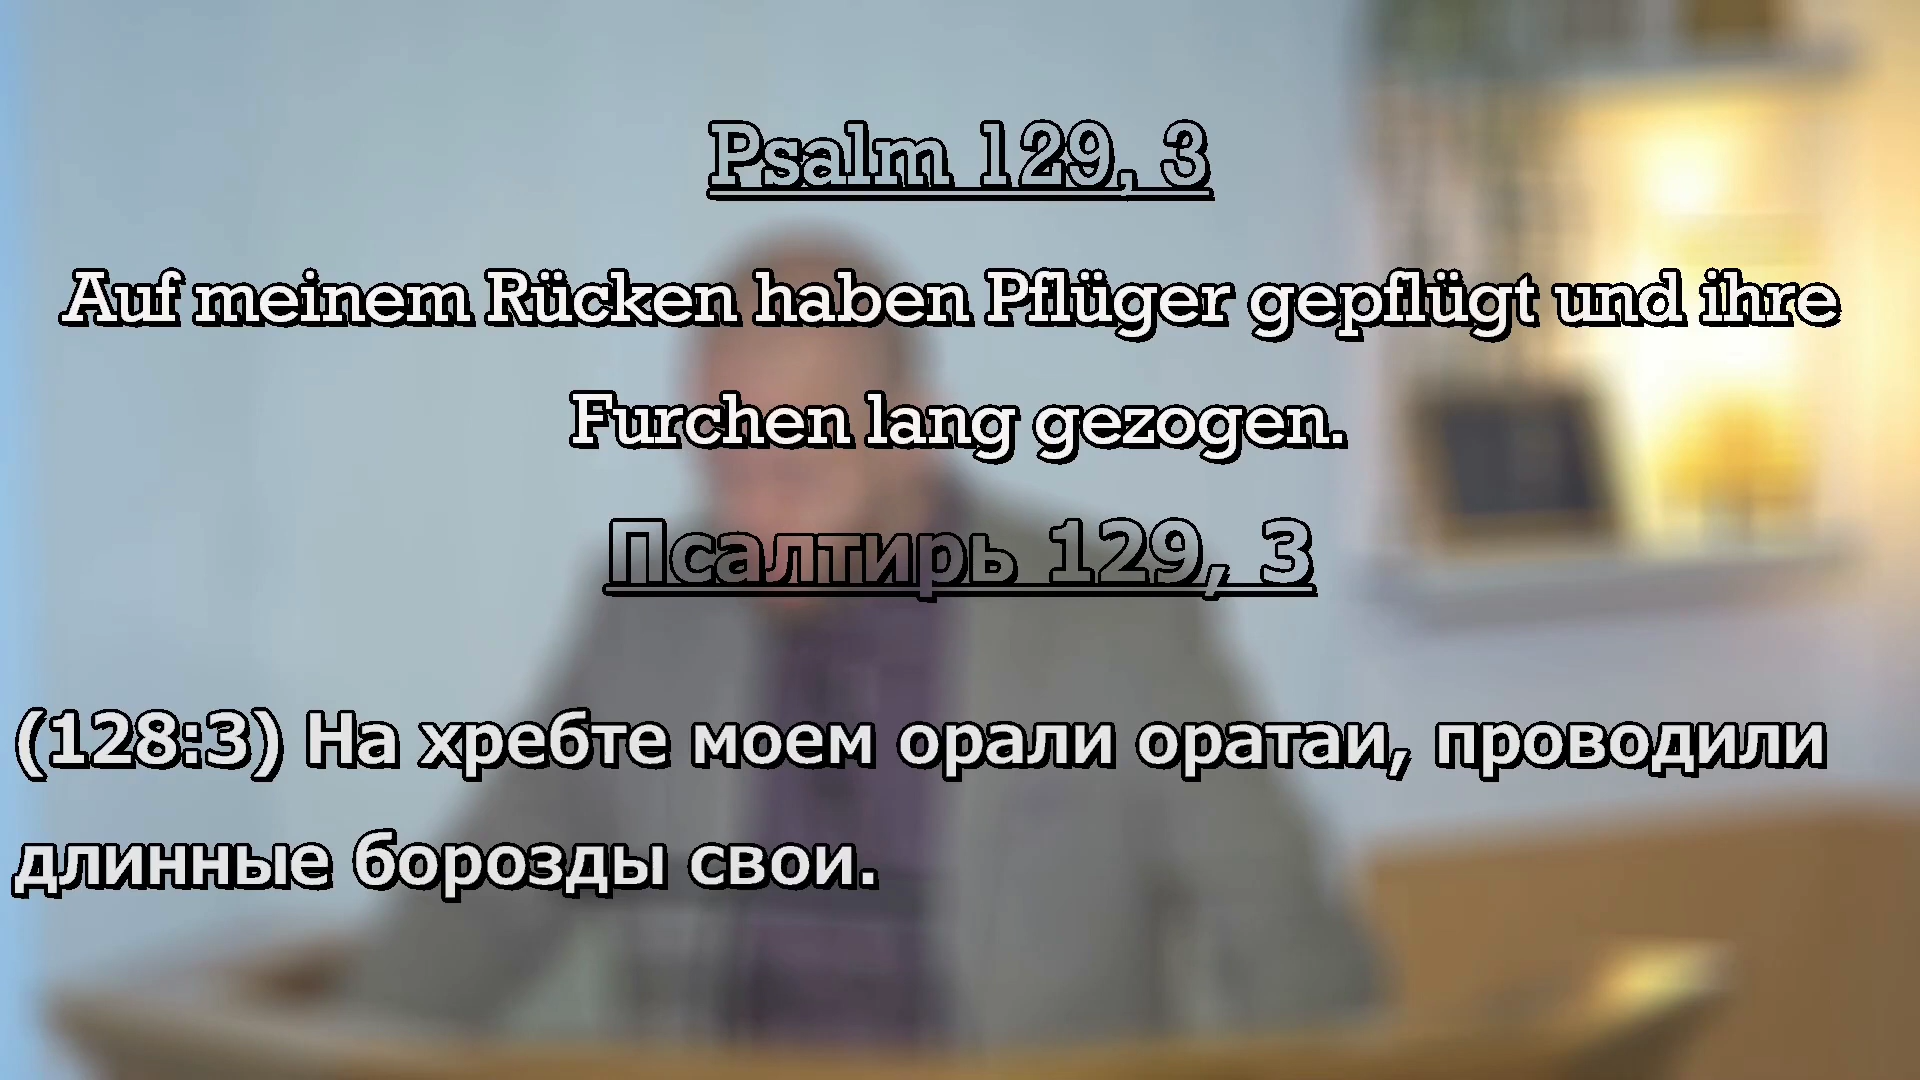 Psalm 129, 3
Auf meinem Rücken haben Pflüger gepflügt und ihre
Furchen lang gezogen.
Псалтирь 129, 3
(128:3) На хребте моем орали оратаи, проводили
длинные борозды свои.